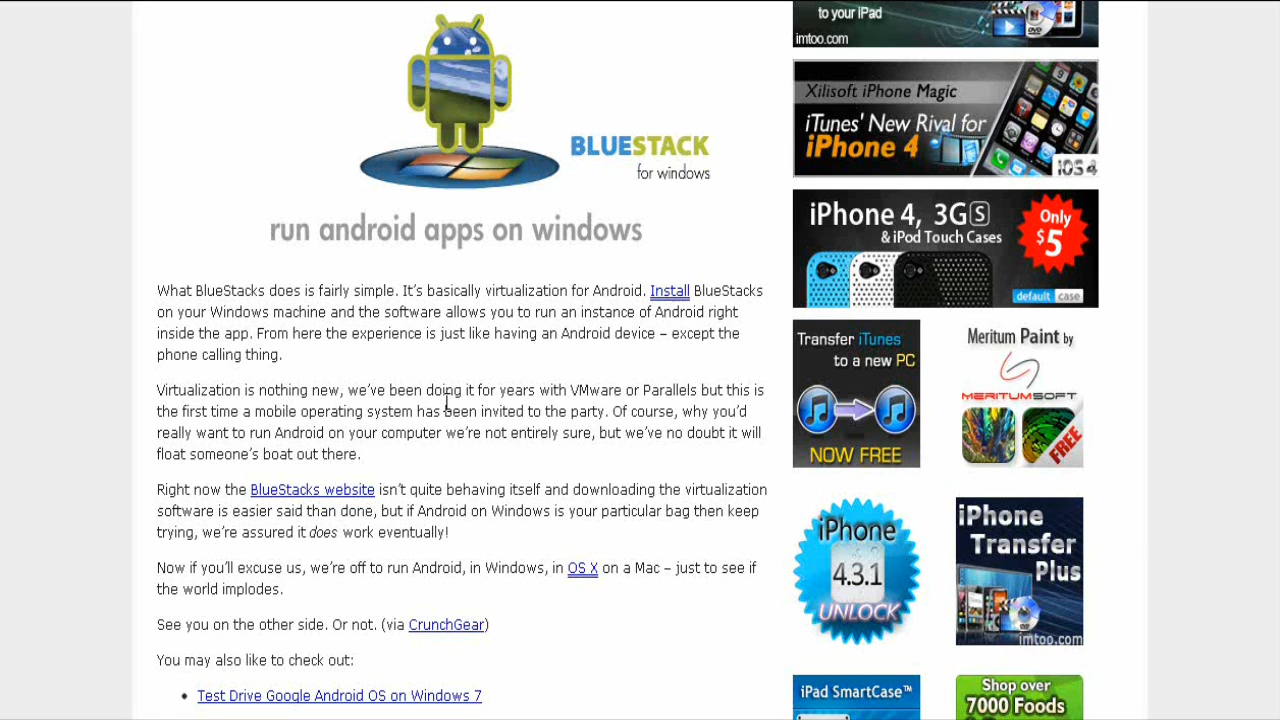 BLUESTACK
for windows
run android apps on windows
What BlueStacks does is fairly simple. It's basically virtualization for Android. Install BlueStacks
on your Windows machine and the software allows you to run an instance of Android right
inside the app. From here the experience is just like having an Android device – except the
phone calling thing.
Virtualization is nothing new, we've been doing it for years with VMware or Parallels but this is
the first time a mobile operating system has been invited to the party. Of course, why you'd
really want to run Android on your computer we're not entirely sure, but we've no doubt it will
float someone's boat out there.
Right now the BlueStacks website isn't quite behaving itself and downloading the virtualization
software is easier said than done, but if Android on Windows is your particular bag then keep
trying, we're assured it does work eventually!
Now if you'll excuse us, we're off to run Android, in Windows, in OS X on a Mac – just to see if
the world implodes.
See you on the other side. Or not. (via CrunchGear)
You may also like to check out:
• Test Drive Google Android OS on Windows 7
to your iPad
imtoo.com
DVD
Xilisoft iPhone Magic
iTunes' New Rival for
iPhone 4
iOS 4
iPhone 4, 3G S
& iPod Touch Cases
Only
$5
default case
Transfer iTunes
to a new PC
NOW FREE
Meritum Paint by
MERITUMSOFT
FREE
iPhone
4.3.1
UNLOCK
iPhone
Transfer
Plus
imtoo.com
iPad SmartCase™
Shop over
7000 Foods